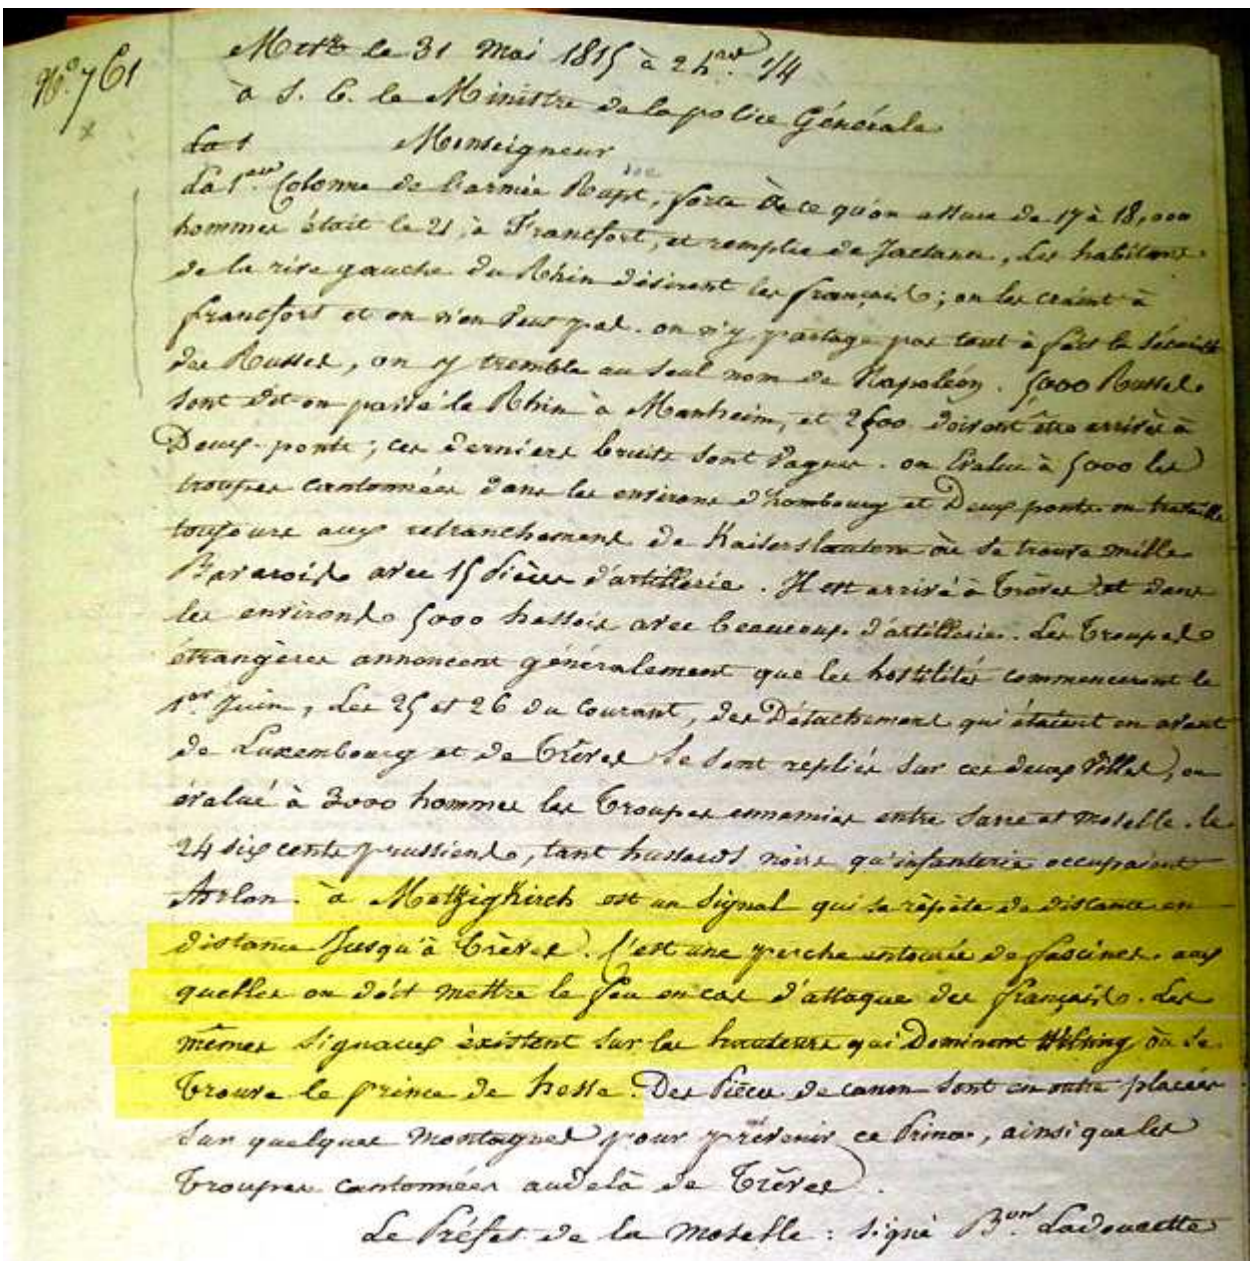 N.º 761
Metz le 31 Mai 1815 à 2 h.res 1/4
à S. E. le Ministre de la police Générale
Monseigneur
La 1ere Colonne de l'armée Russe, forte à ce qu'on assure de 17 à 18,000
hommes était le 21, à Francfort, et remplie de Jactance, Les habitans
de la rive gauche du Rhin désirent les français; on les craint à
francfort et on n'en veut pas. on n'y partage pas tout à fait la sécurité
des Russes, on y tremble au seul nom de Napoléon. 5000 Russes
sont dit on passé le Rhin à Manheim, et 2500 doivent être arrivés à
Deux-ponts; ces derniers bruits sont vagues. on Evalue à 5000 les
troupes cantonnées dans les environs d'hombourg et Deux ponts on travaille
toujours aux retranchemens de Kaiserslautern où se trouve mille
Bavarois avec 15 pièces d'artillerie. Il est arrivé à Trèves et dans
les environs 5000 hessois avec beaucoup d'artillerie. Les Troupes
étrangères annoncent généralement que les hostilités commenceront le
1er Juin, Les 25 et 26 du Courant, des Détachemens qui étaient en avant
de Luxembourg et de Trèves se sont repliés sur ces deux Villes, on
évalué à 3000 hommes les Troupes ennemies entre Sarre et Moselle. le
24 six cents prussiens, tant hussards noirs qu'infanterie occupaient
Arlon. à Metzigkirch est un signal qui se répète de distance en
distance Jusqu'à Trèves. C'est une perche entourée de fascines. aux
quelles on doit mettre le feu en cas d'attaque des français. Les
mêmes signaux éxistent sur les hauteurs qui Dominent où se
Trouve le prince de hesse. Des Pièces de canon sont en outre placées
sur quelques montagnes pour prévenir ce Prince, ainsi que les
Troupes cantonnées audelà de Trèves.
Le Préfet de la Moselle : signé B.on Ladoucette